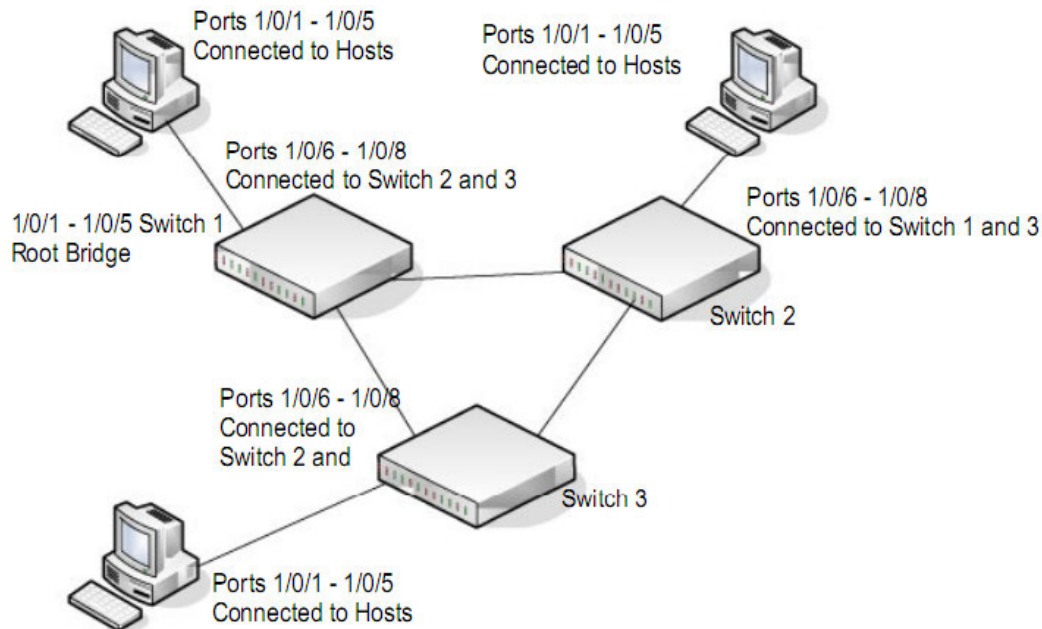 Ports 1/0/1 - 1/0/5
Connected to Hosts
Ports 1/0/1 - 1/0/5
Connected to Hosts
Ports 1/0/6 - 1/0/8
Connected to Switch 2 and 3
Ports 1/0/6 - 1/0/8
Connected to Switch 1 and 3
1/0/1 - 1/0/5 Switch 1
Root Bridge
Switch 2
Ports 1/0/6 - 1/0/8
Connected to
Switch 2 and
Switch 3
Ports 1/0/1 - 1/0/5
Connected to Hosts